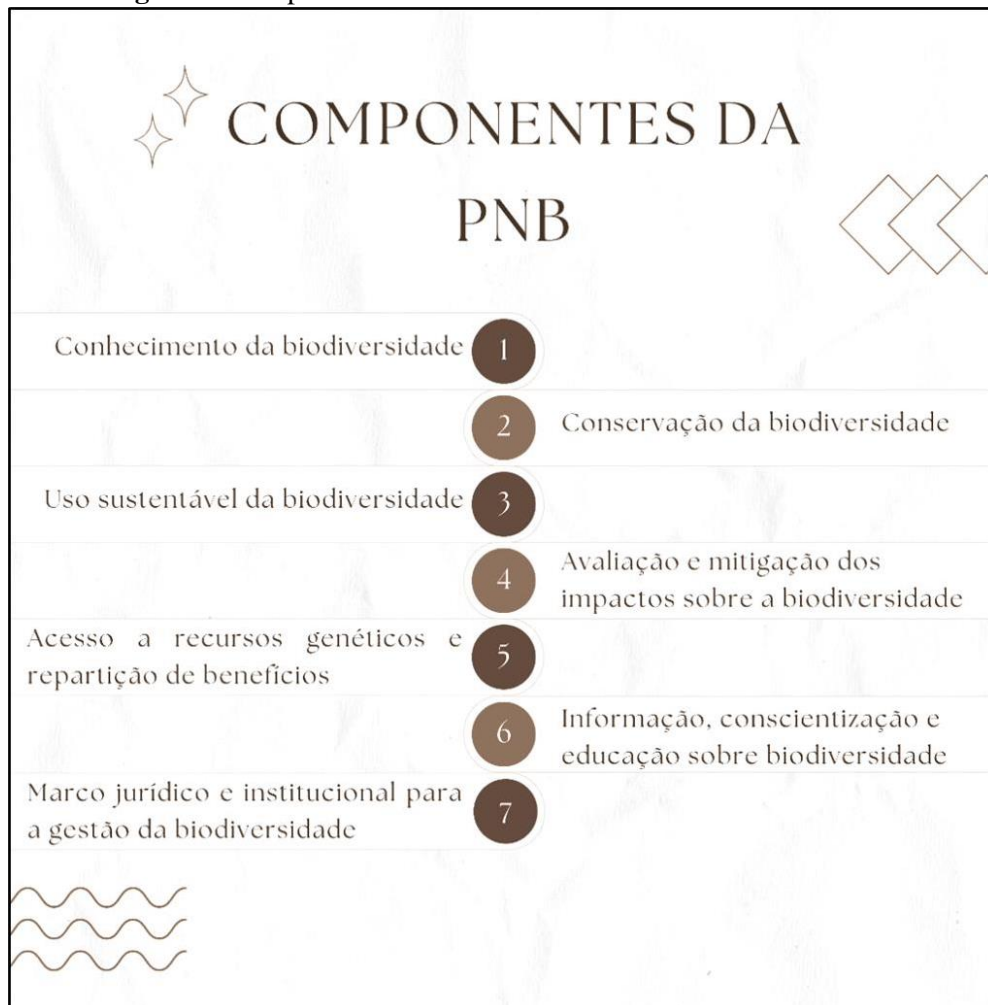 COMPONENTES DA
PNB
Conhecimento da biodiversidade
1
2
Conservação da biodiversidade
Uso sustentável da biodiversidade
3
4
Avaliação e mitigação dos
impactos sobre a biodiversidade
Acesso a recursos genéticos e
repartição de benefícios
5
6
Informação, conscientização e
educação sobre biodiversidade
Marco jurídico e institucional para
a gestão da biodiversidade
7